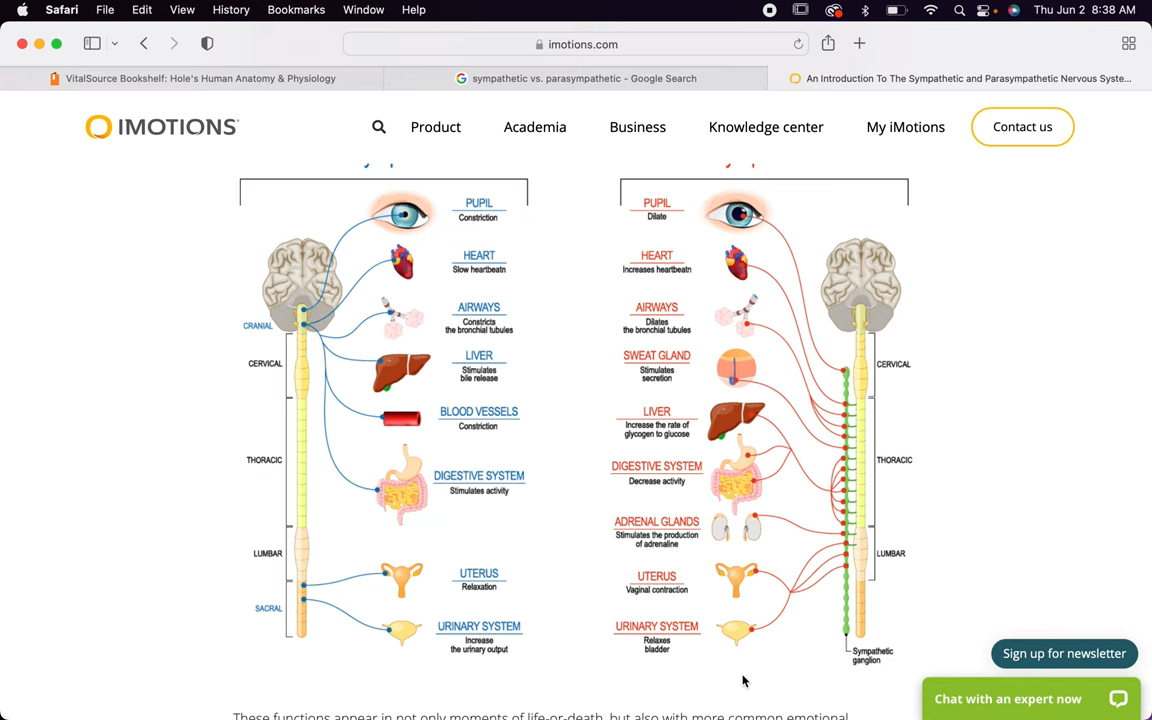 Safari File Edit View History Bookmarks Window Help Thu Jun 2 8:38 AM
imotions.com
VitalSource Bookshelf: Hole's Human Anatomy & Physiology
sympathetic vs. parasympathetic - Google Search
An Introduction To The Sympathetic and Parasympathetic Nervous Syste...
IMOTIONS
Product Academia Business Knowledge center My iMotions Contact us
PUPIL
Constriction
HEART
Slow heartbeatn
AIRWAYS
Constricts
the bronchial tubules
LIVER
Stimulates
bile release
BLOOD VESSELS
Constriction
DIGESTIVE SYSTEM
Stimulates activity
UTERUS
Relaxation
URINARY SYSTEM
Increase
the urinary output
CRANIAL
CERVICAL
THORACIC
LUMBAR
SACRAL
PUPIL
Dilate
HEART
Increases heartbeatn
AIRWAYS
Dilates
the bronchial tubules
SWEAT GLAND
Stimulates
secretion
LIVER
Increase the rate of
glycogen to glucose
DIGESTIVE SYSTEM
Decrease activity
ADRENAL GLANDS
Stimulates the production
of adrenaline
UTERUS
Vaginal contraction
URINARY SYSTEM
Relaxes
bladder
CERVICAL
THORACIC
LUMBAR
Sympathetic
ganglion
Sign up for newsletter
Chat with an expert now
These functions appear in not only moments of life-or-death, but also with more common emotional